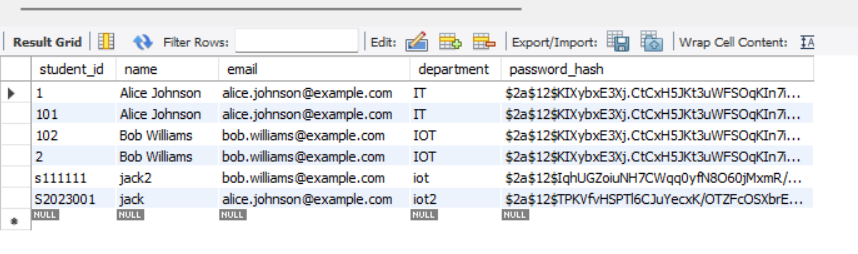 Result Grid Filter Rows: Edit: Export/Import: Wrap Cell Content:
student_id name email department password_hash
1 Alice Johnson alice.johnson@example.com IT $2a$12$KIXybxE3Xj.CtCxH5JKt3uWFSOqKIn7i...
101 Alice Johnson alice.johnson@example.com IT $2a$12$KIXybxE3Xj.CtCxH5JKt3uWFSOqKIn7i...
102 Bob Williams bob.williams@example.com IOT $2a$12$KIXybxE3Xj.CtCxH5JKt3uWFSOqKIn7i...
2 Bob Williams bob.williams@example.com IOT $2a$12$KIXybxE3Xj.CtCxH5JKt3uWFSOqKIn7i...
s111111 jack2 bob.williams@example.com iot $2a$12$IqhUGZoiuNH7CWqq0yfN8O60jMxmR/...
S2023001 jack alice.johnson@example.com iot2 $2a$12$TPKVfvHSPTl6CJuYecxK/OTZFcOSXbrE...
NULL NULL NULL NULL NULL